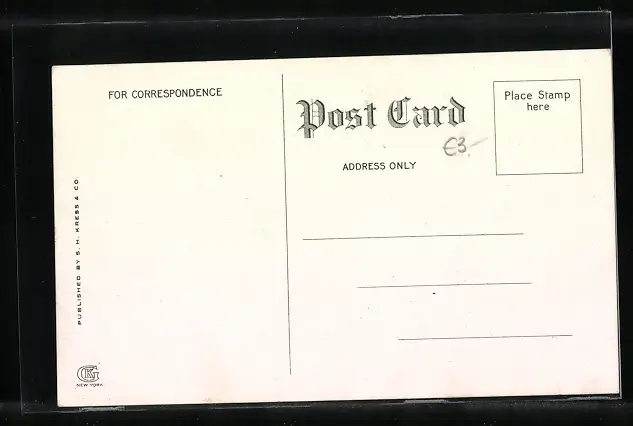 FOR CORRESPONDENCE
Post Card
ADDRESS ONLY
Place Stamp
here
€3.-
PUBLISHED BY S. H. KRESS & CO.
NEW YORK